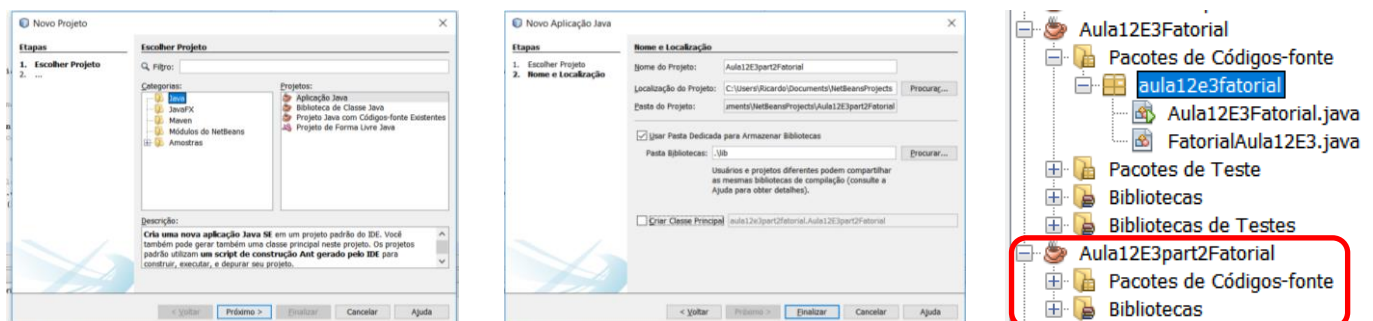 Novo Projeto
Etapas
1. Escolher Projeto
2. ...
Escolher Projeto
Filtro:
Categorias:
Java
JavaFX
Maven
Módulos do NetBeans
Amostras
Projetos:
Aplicação Java
Biblioteca de Classe Java
Projeto Java com Códigos-fonte Existentes
Projeto de Forma Livre Java
Descrição:
Cria uma nova aplicação Java SE em um projeto padrão do IDE. Você
também pode gerar também uma classe principal neste projeto. Os projetos
padrão utilizam um script de construção Ant gerado pelo IDE para
construir, executar, e depurar seu projeto.
< Voltar
Próximo >
Finalizar
Cancelar
Ajuda
Novo Aplicação Java
Etapas
1. Escolher Projeto
2. Nome e Localização
Nome e Localização
Nome do Projeto: Aula12E3part2Fatorial
Localização do Projeto: C:\Users\Ricardo\Documents\NetBeansProjects Procurar...
Pasta do Projeto: uments\NetBeansProjects\Aula12E3part2Fatorial
Usar Pasta Dedicada para Armazenar Bibliotecas
Pasta Bibliotecas: .\lib Procurar...
Usuários e projetos diferentes podem compartilhar
as mesmas bibliotecas de compilação (consulte a
Ajuda para obter detalhes).
Criar Classe Principal aula12e3part2fatorial.Aula12E3part2Fatorial
< Voltar
Próximo >
Finalizar
Cancelar
Ajuda
Aula12E3Fatorial
Pacotes de Códigos-fonte
aula12e3fatorial
Aula12E3Fatorial.java
FatorialAula12E3.java
Pacotes de Teste
Bibliotecas
Bibliotecas de Testes
Aula12E3part2Fatorial
Pacotes de Códigos-fonte
Bibliotecas